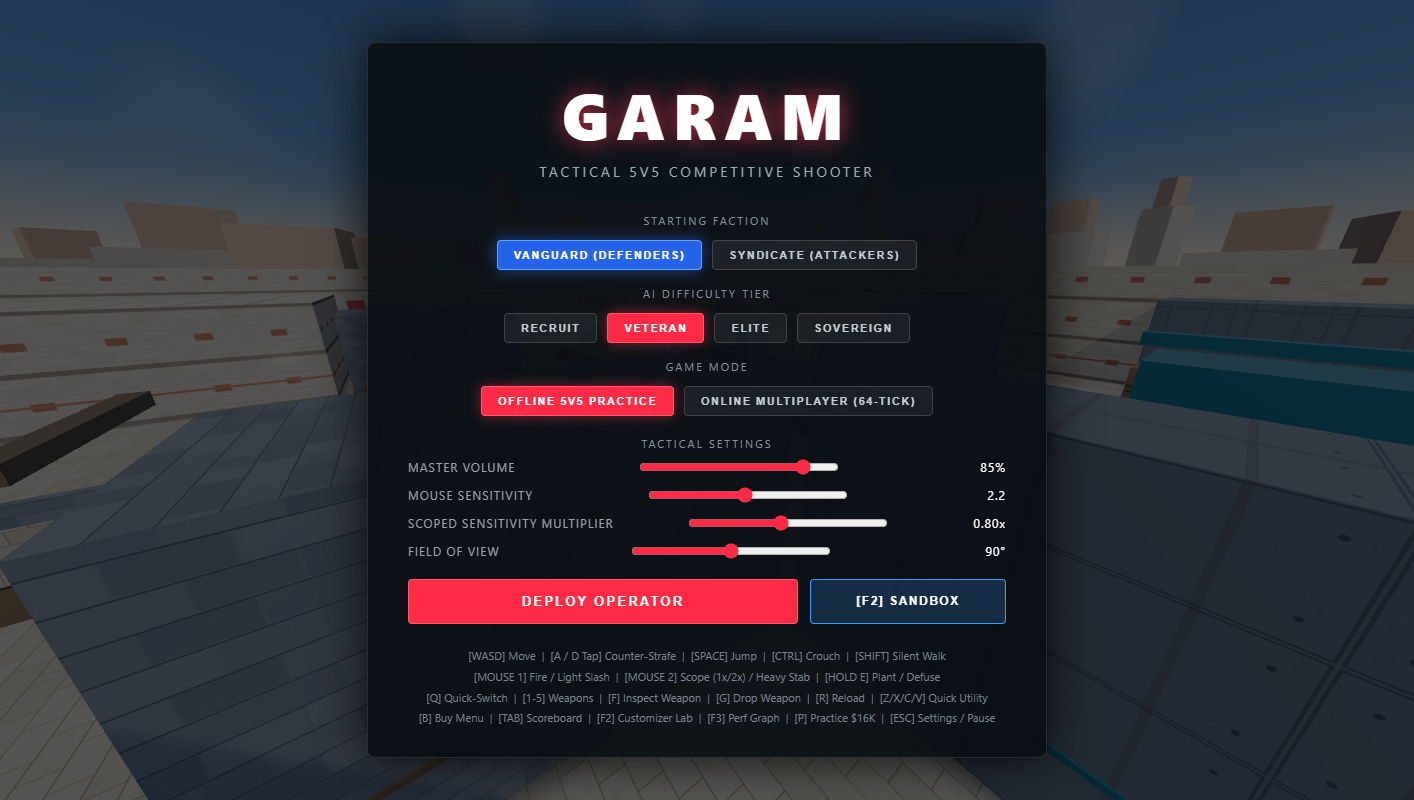 GARAM
TACTICAL 5V5 COMPETITIVE SHOOTER
STARTING FACTION
VANGUARD (DEFENDERS) SYNDICATE (ATTACKERS)
AI DIFFICULTY TIER
RECRUIT VETERAN ELITE SOVEREIGN
GAME MODE
OFFLINE 5V5 PRACTICE ONLINE MULTIPLAYER (64-TICK)
TACTICAL SETTINGS
MASTER VOLUME 85%
MOUSE SENSITIVITY 2.2
SCOPED SENSITIVITY MULTIPLIER 0.80x
FIELD OF VIEW 90°
DEPLOY OPERATOR [F2] SANDBOX
[WASD] Move | [A / D Tap] Counter-Strafe | [SPACE] Jump | [CTRL] Crouch | [SHIFT] Silent Walk
[MOUSE 1] Fire / Light Slash | [MOUSE 2] Scope (1x/2x) / Heavy Stab | [HOLD E] Plant / Defuse
[Q] Quick-Switch | [1-5] Weapons | [F] Inspect Weapon | [G] Drop Weapon | [R] Reload | [Z/X/C/V] Quick Utility
[B] Buy Menu | [TAB] Scoreboard | [F2] Customizer Lab | [F3] Perf Graph | [P] Practice $16K | [ESC] Settings / Pause